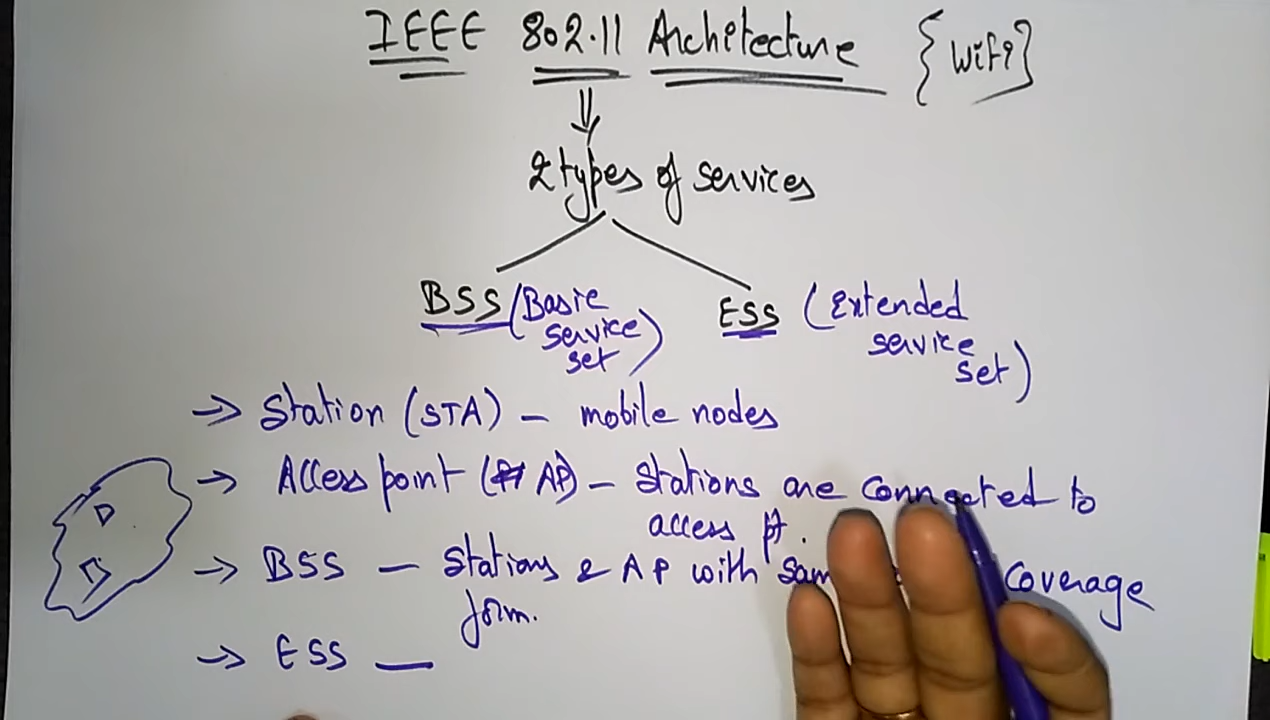 IEEE 802.11 Architecture {WiFi}
2 types of services
BSS (Basic service set) ESS (Extended service set)
→ Station (STA) – mobile nodes
→ Access point (AP) – Stations are connected to
access pt.
→ BSS – Stations & AP with coverage
form.
→ ESS –